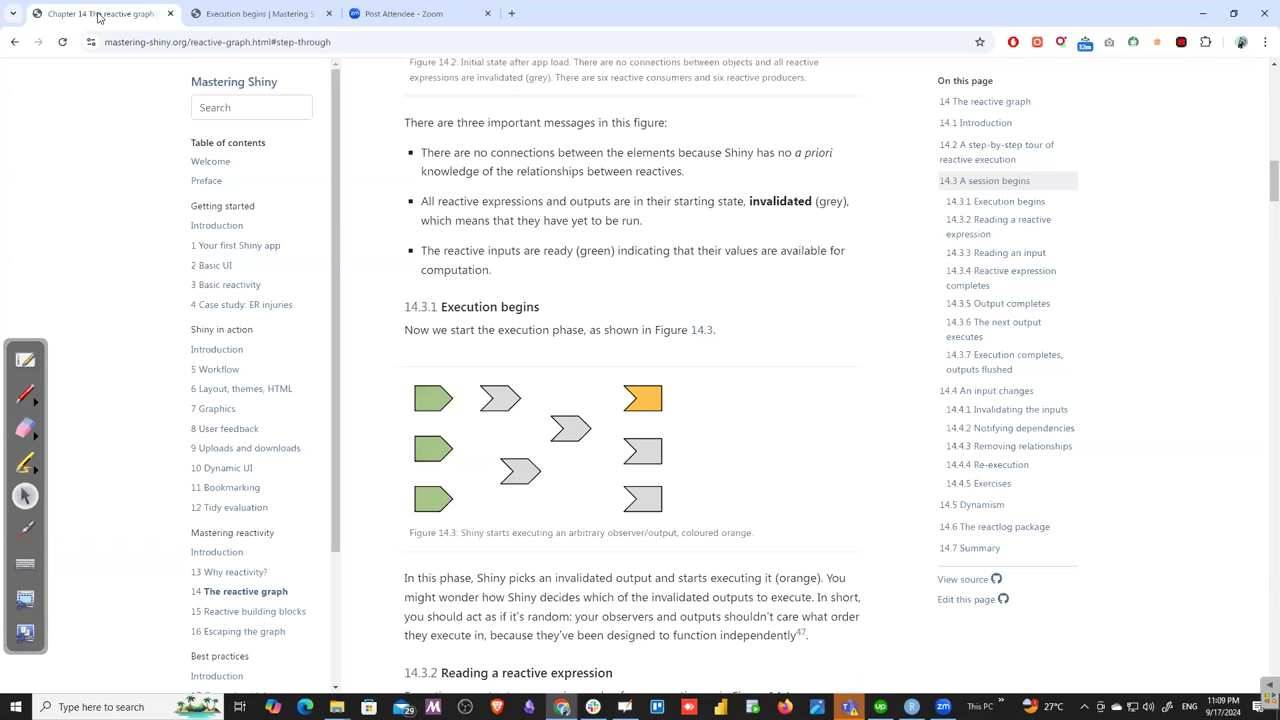 Chapter 14 The reactive graph
Execution begins | Mastering S
Post Attendee - Zoom
mastering-shiny.org/reactive-graph.html#step-through
12m
Mastering Shiny
Search
Table of contents
Welcome
Preface
Getting started
Introduction
1 Your first Shiny app
2 Basic UI
3 Basic reactivity
4 Case study: ER injuries
Shiny in action
Introduction
5 Workflow
6 Layout, themes, HTML
7 Graphics
8 User feedback
9 Uploads and downloads
10 Dynamic UI
11 Bookmarking
12 Tidy evaluation
Mastering reactivity
Introduction
13 Why reactivity?
14 The reactive graph
15 Reactive building blocks
16 Escaping the graph
Best practices
Introduction
Figure 14.2: Initial state after app load. There are no connections between objects and all reactive
expressions are invalidated (grey). There are six reactive consumers and six reactive producers.
There are three important messages in this figure:
There are no connections between the elements because Shiny has no a priori
knowledge of the relationships between reactives.
All reactive expressions and outputs are in their starting state, invalidated (grey),
which means that they have yet to be run.
The reactive inputs are ready (green) indicating that their values are available for
computation.
14.3.1 Execution begins
Now we start the execution phase, as shown in Figure 14.3.
Figure 14.3: Shiny starts executing an arbitrary observer/output, coloured orange.
In this phase, Shiny picks an invalidated output and starts executing it (orange). You
might wonder how Shiny decides which of the invalidated outputs to execute. In short,
you should act as if it's random: your observers and outputs shouldn't care what order
they execute in, because they've been designed to function independently47.
14.3.2 Reading a reactive expression
On this page
14 The reactive graph
14.1 Introduction
14.2 A step-by-step tour of
reactive execution
14.3 A session begins
14.3.1 Execution begins
14.3.2 Reading a reactive
expression
14.3.3 Reading an input
14.3.4 Reactive expression
completes
14.3.5 Output completes
14.3.6 The next output
executes
14.3.7 Execution completes,
outputs flushed
14.4 An input changes
14.4.1 Invalidating the inputs
14.4.2 Notifying dependencies
14.4.3 Removing relationships
14.4.4 Re-execution
14.4.5 Exercises
14.5 Dynamism
14.6 The reactlog package
14.7 Summary
View source
Edit this page
Type here to search
29
This PC
27°C
11:09 PM
9/17/2024